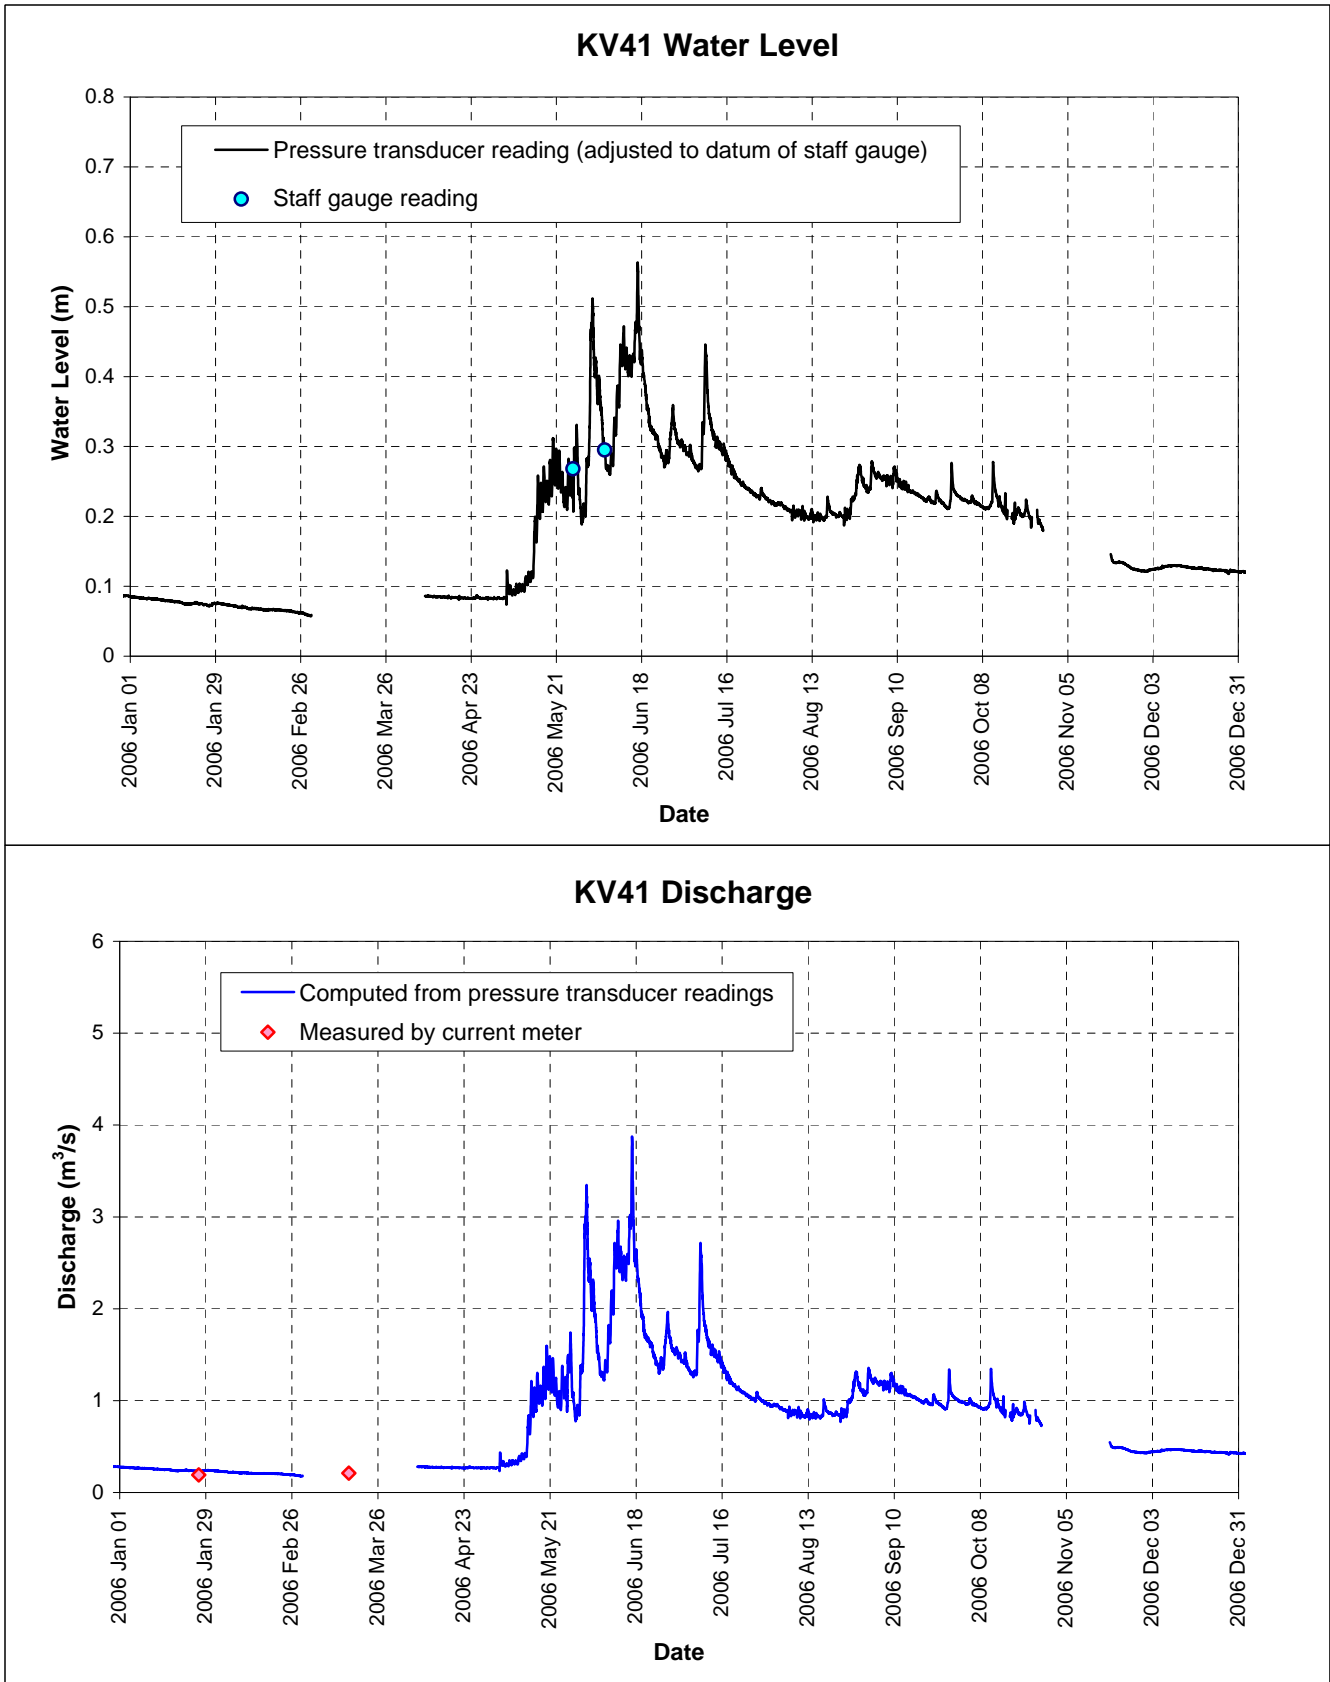 KV41 Water Level
0.8
0.7
0.6
0.5
0.4
0.3
0.2
0.1
0
Water Level (m)
Pressure transducer reading (adjusted to datum of staff gauge)
Staff gauge reading
2006 Jan 01
2006 Jan 29
2006 Feb 26
2006 Mar 26
2006 Apr 23
2006 May 21
2006 Jun 18
2006 Jul 16
2006 Aug 13
2006 Sep 10
2006 Oct 08
2006 Nov 05
2006 Dec 03
2006 Dec 31
Date
KV41 Discharge
6
5
4
3
2
1
0
Discharge (m³/s)
Computed from pressure transducer readings
Measured by current meter
2006 Jan 01
2006 Jan 29
2006 Feb 26
2006 Mar 26
2006 Apr 23
2006 May 21
2006 Jun 18
2006 Jul 16
2006 Aug 13
2006 Sep 10
2006 Oct 08
2006 Nov 05
2006 Dec 03
2006 Dec 31
Date